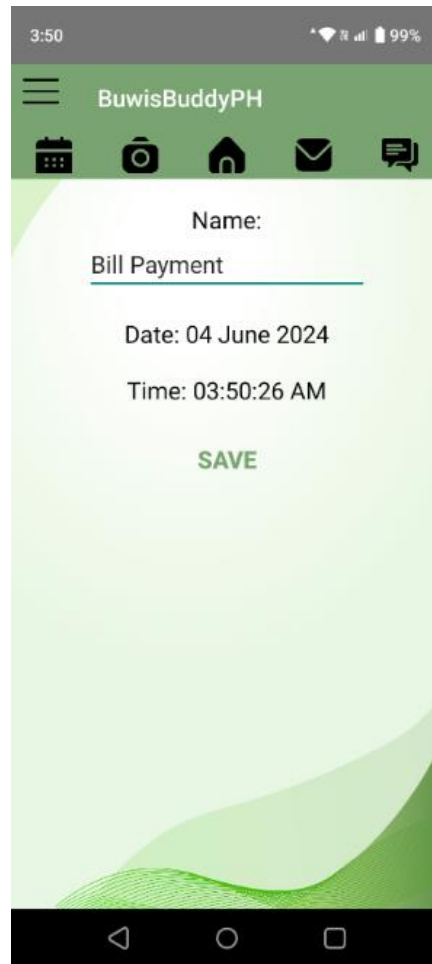 3:50
99%
BuwisBuddyPH
Name:
Bill Payment
Date: 04 June 2024
Time: 03:50:26 AM
SAVE